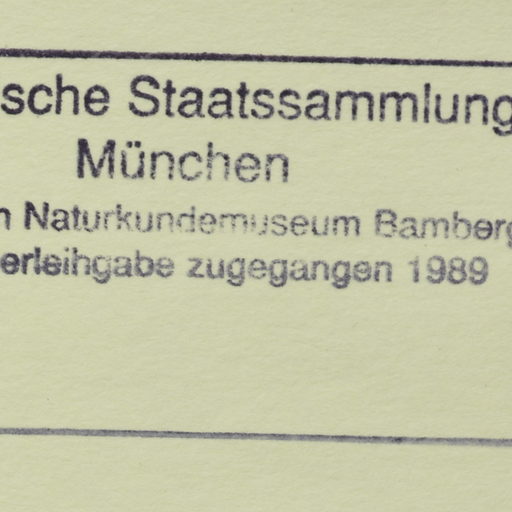 sche Staatssammlung
München
n Naturkundemuseum Bamberg
erleihgabe zugegangen 1989